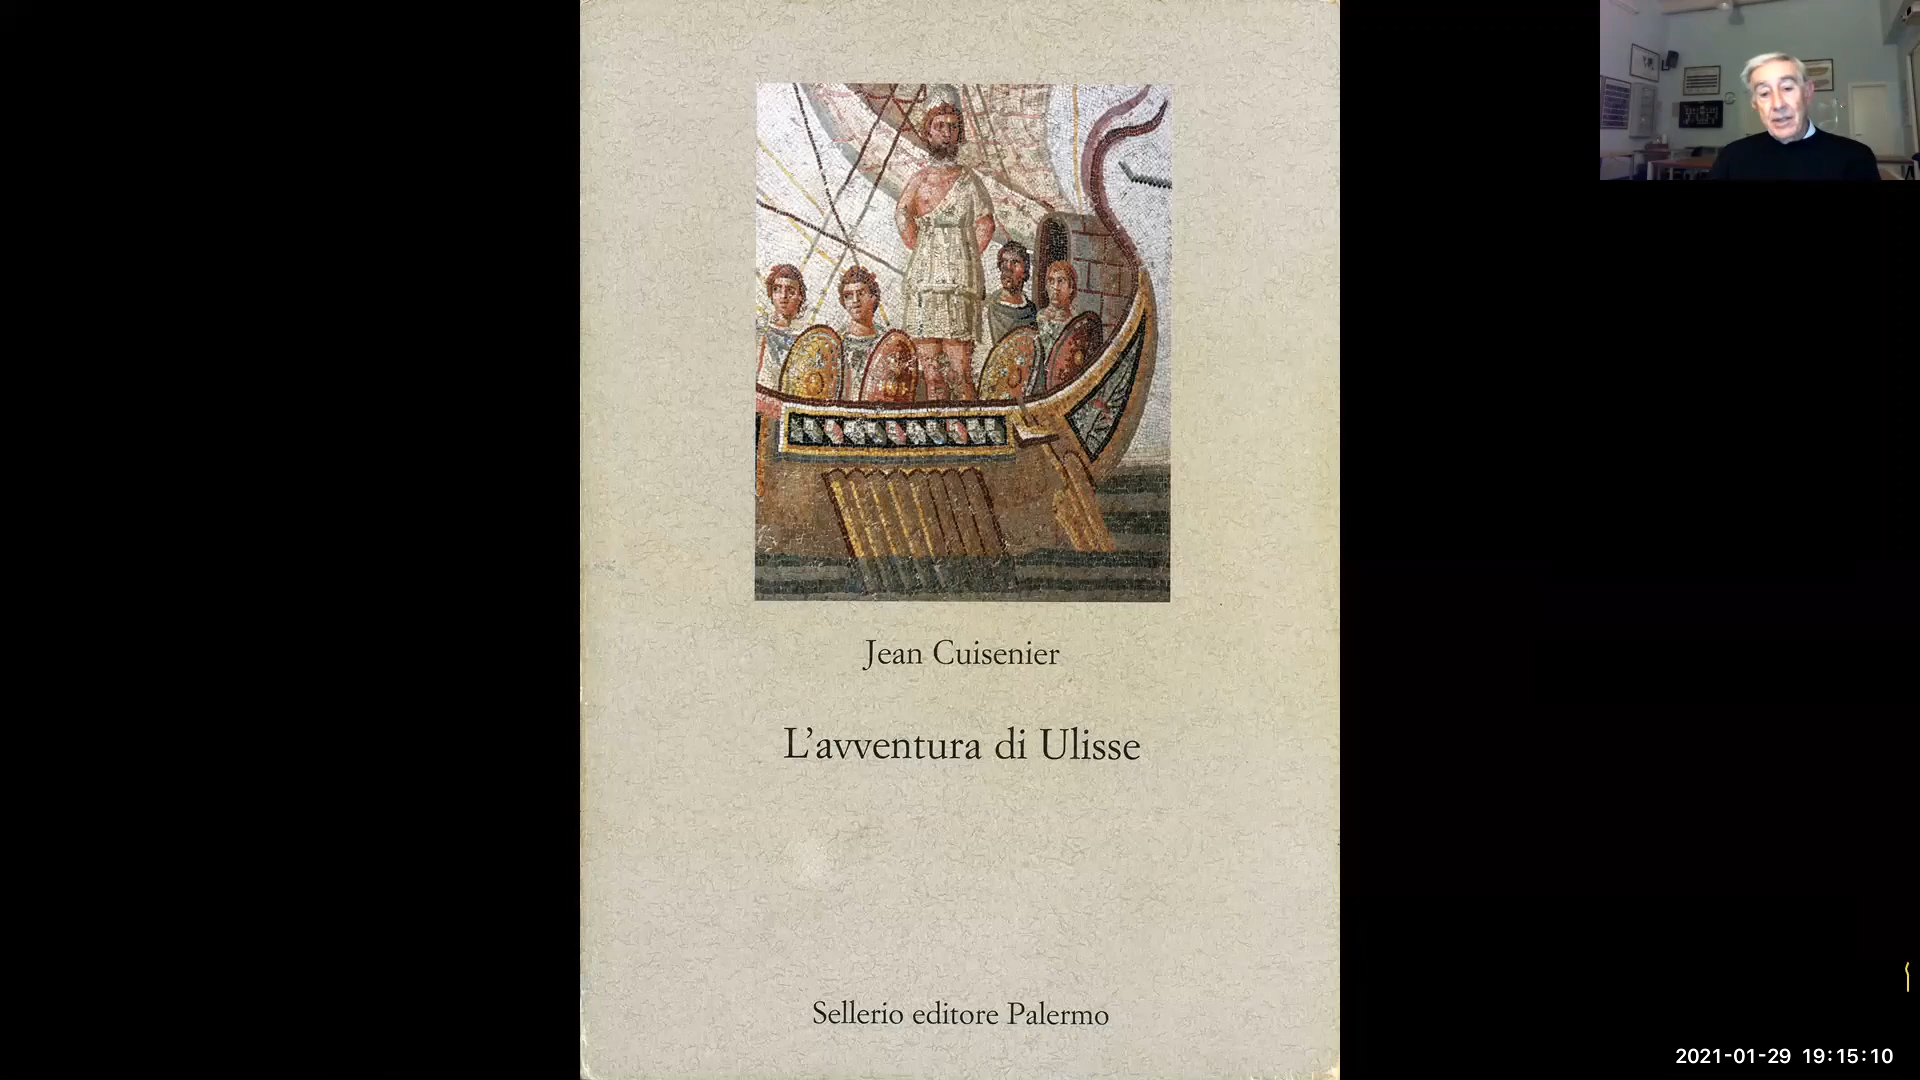 Jean Cuisenier
L'avventura di Ulisse
Sellerio editore Palermo
2021-01-29 19:15:10